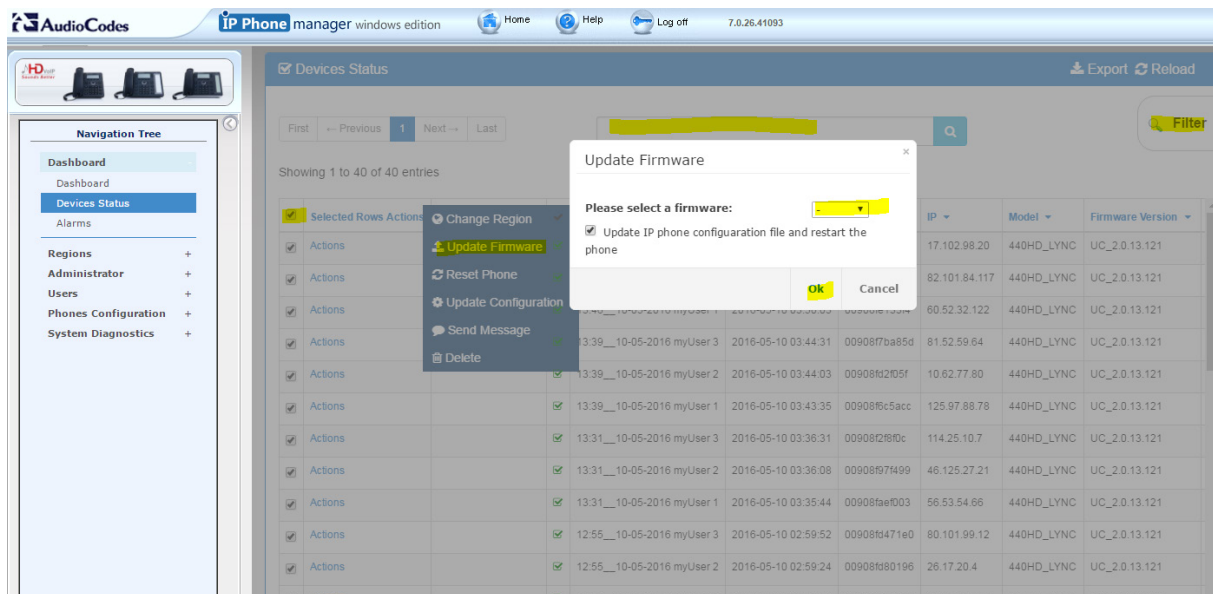 AudioCodes IP Phone manager windows edition Home Help Log off 7.0.26.41093
HD VoIP
Sounds Better
Devices Status Export Reload
Navigation Tree
Dashboard -
Dashboard
Devices Status
Alarms
Regions +
Administrator +
Users +
Phones Configuration +
System Diagnostics +
First ← Previous 1 Next → Last
Filter
Showing 1 to 40 of 40 entries
Update Firmware ×
Please select a firmware: -
Update IP phone configuaration file and restart the
phone
Ok Cancel
Change Region
Update Firmware
Reset Phone
Update Configuration
Send Message
Delete
Selected Rows Actions IP Model Firmware Version
Actions 17.102.98.20 440HD_LYNC UC_2.0.13.121
Actions 82.101.84.117 440HD_LYNC UC_2.0.13.121
Actions 60.52.32.122 440HD_LYNC UC_2.0.13.121
Actions 13:39__10-05-2016 myUser 3 2016-05-10 03:44:31 00908f7ba85d 81.52.59.64 440HD_LYNC UC_2.0.13.121
Actions 13:39__10-05-2016 myUser 2 2016-05-10 03:44:03 00908fd2f05f 10.62.77.80 440HD_LYNC UC_2.0.13.121
Actions 13:39__10-05-2016 myUser 1 2016-05-10 03:43:35 00908f6c5acc 125.97.88.78 440HD_LYNC UC_2.0.13.121
Actions 13:31__10-05-2016 myUser 3 2016-05-10 03:36:31 00908f2f8f0c 114.25.10.7 440HD_LYNC UC_2.0.13.121
Actions 13:31__10-05-2016 myUser 2 2016-05-10 03:36:08 00908f97f499 46.125.27.21 440HD_LYNC UC_2.0.13.121
Actions 13:31__10-05-2016 myUser 1 2016-05-10 03:35:44 00908faef003 56.53.54.66 440HD_LYNC UC_2.0.13.121
Actions 12:55__10-05-2016 myUser 3 2016-05-10 02:59:52 00908fd471e0 80.101.99.12 440HD_LYNC UC_2.0.13.121
Actions 12:55__10-05-2016 myUser 2 2016-05-10 02:59:24 00908fd80196 26.17.20.4 440HD_LYNC UC_2.0.13.121